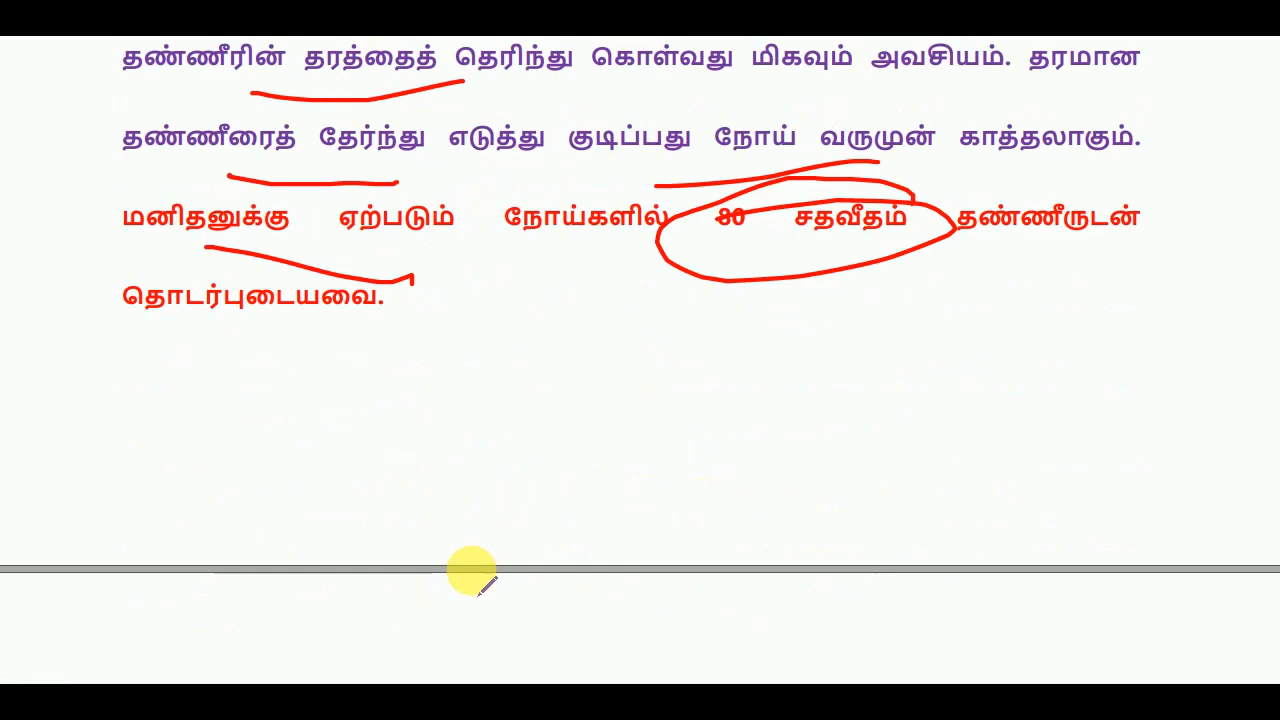 தண்ணீரின் தரத்தைத் தெரிந்து கொள்வது மிகவும் அவசியம். தரமான
தண்ணீரைத் தேர்ந்து எடுத்து குடிப்பது நோய் வருமுன் காத்தலாகும்.
மனிதனுக்கு ஏற்படும் நோய்களில் 80 சதவீதம் தண்ணீருடன்
தொடர்புடையவை.